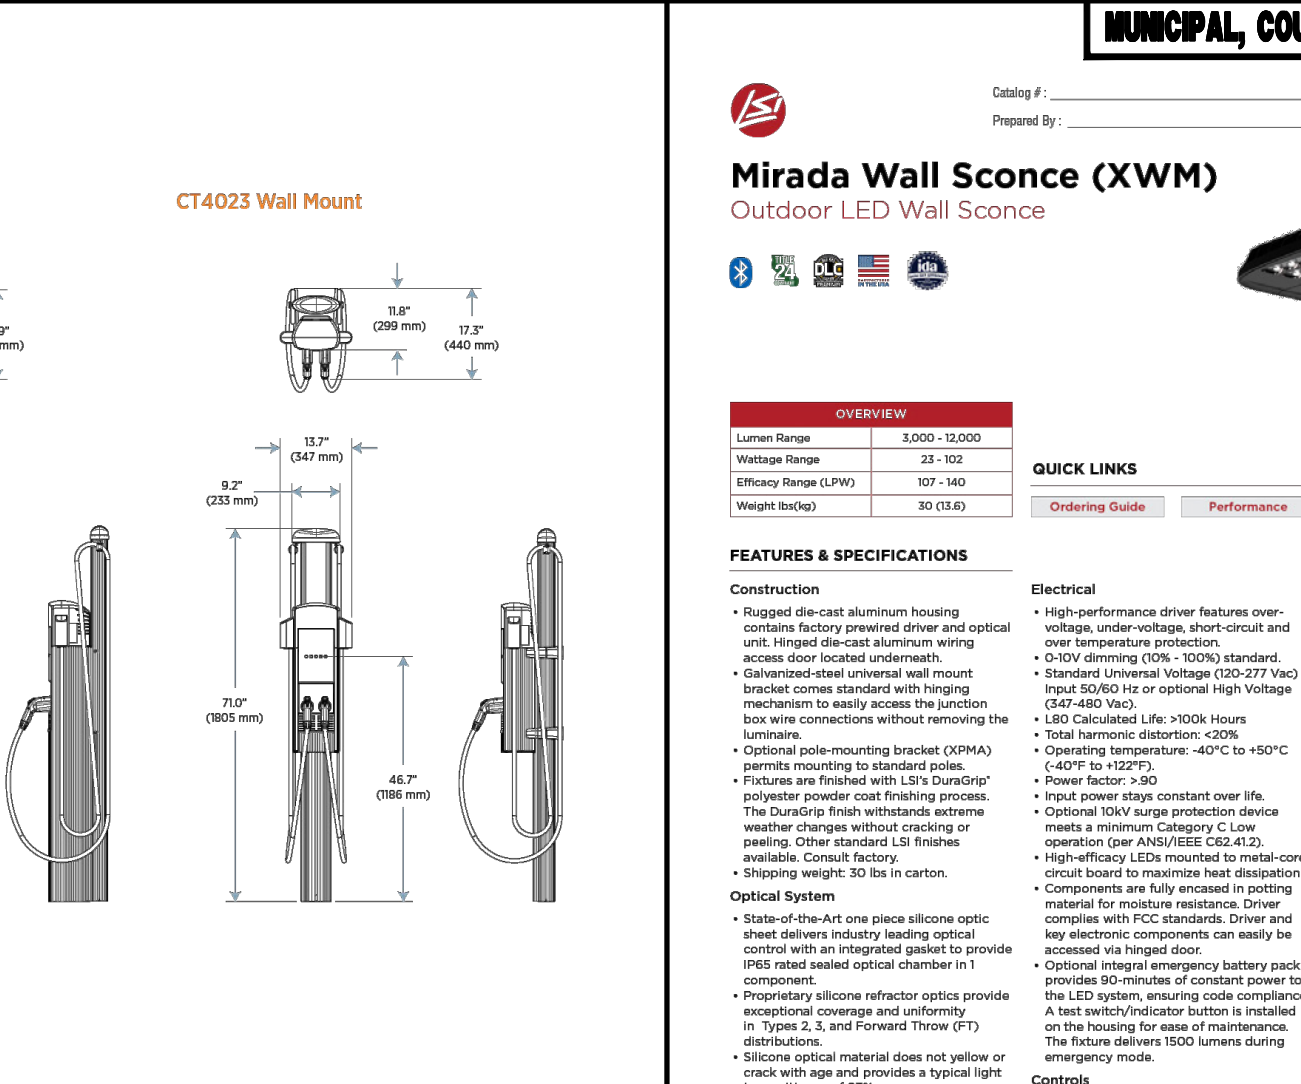 MUNICIPAL, COU
CT4023 Wall Mount
11.8"
(299 mm)
17.3"
(440 mm)
9"
mm)
13.7"
(347 mm)
9.2"
(233 mm)
71.0"
(1805 mm)
46.7"
(1186 mm)
LSI
Catalog # :
Prepared By :
Mirada Wall Sconce (XWM)
Outdoor LED Wall Sconce
TITLE
24
DLC
PREMIUM
IN THE USA
ida
OVERVIEW
Lumen Range 3,000 - 12,000
Wattage Range 23 - 102
Efficacy Range (LPW) 107 - 140
Weight lbs(kg) 30 (13.6)
QUICK LINKS
Ordering Guide Performance
FEATURES & SPECIFICATIONS
Construction
• Rugged die-cast aluminum housing
contains factory prewired driver and optical
unit. Hinged die-cast aluminum wiring
access door located underneath.
• Galvanized-steel universal wall mount
bracket comes standard with hinging
mechanism to easily access the junction
box wire connections without removing the
luminaire.
• Optional pole-mounting bracket (XPMA)
permits mounting to standard poles.
• Fixtures are finished with LSI's DuraGrip®
polyester powder coat finishing process.
The DuraGrip finish withstands extreme
weather changes without cracking or
peeling. Other standard LSI finishes
available. Consult factory.
• Shipping weight: 30 lbs in carton.
Optical System
• State-of-the-Art one piece silicone optic
sheet delivers industry leading optical
control with an integrated gasket to provide
IP65 rated sealed optical chamber in 1
component.
• Proprietary silicone refractor optics provide
exceptional coverage and uniformity
in Types 2, 3, and Forward Throw (FT)
distributions.
• Silicone optical material does not yellow or
crack with age and provides a typical light
Electrical
• High-performance driver features over-
voltage, under-voltage, short-circuit and
over temperature protection.
• 0-10V dimming (10% - 100%) standard.
• Standard Universal Voltage (120-277 Vac)
Input 50/60 Hz or optional High Voltage
(347-480 Vac).
• L80 Calculated Life: >100k Hours
• Total harmonic distortion: <20%
• Operating temperature: -40°C to +50°C
(-40°F to +122°F).
• Power factor: >.90
• Input power stays constant over life.
• Optional 10kV surge protection device
meets a minimum Category C Low
operation (per ANSI/IEEE C62.41.2).
• High-efficacy LEDs mounted to metal-core
circuit board to maximize heat dissipation
• Components are fully encased in potting
material for moisture resistance. Driver
complies with FCC standards. Driver and
key electronic components can easily be
accessed via hinged door.
• Optional integral emergency battery pack
provides 90-minutes of constant power to
the LED system, ensuring code compliance
A test switch/indicator button is installed
on the housing for ease of maintenance.
The fixture delivers 1500 lumens during
emergency mode.
Controls